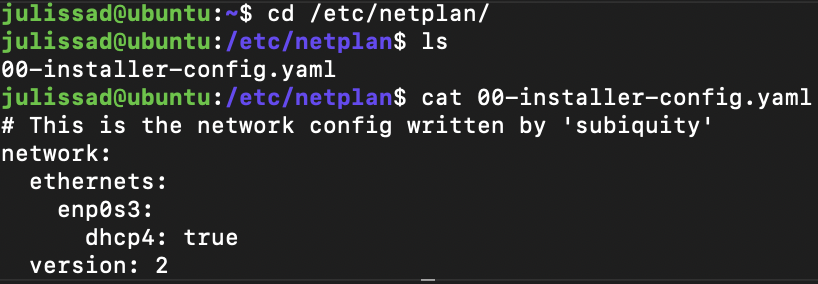 julissad@ubuntu:~$ cd /etc/netplan/
julissad@ubuntu:/etc/netplan$ ls
00-installer-config.yaml
julissad@ubuntu:/etc/netplan$ cat 00-installer-config.yaml
# This is the network config written by 'subiquity'
network:
  ethernets:
    enp0s3:
      dhcp4: true
  version: 2